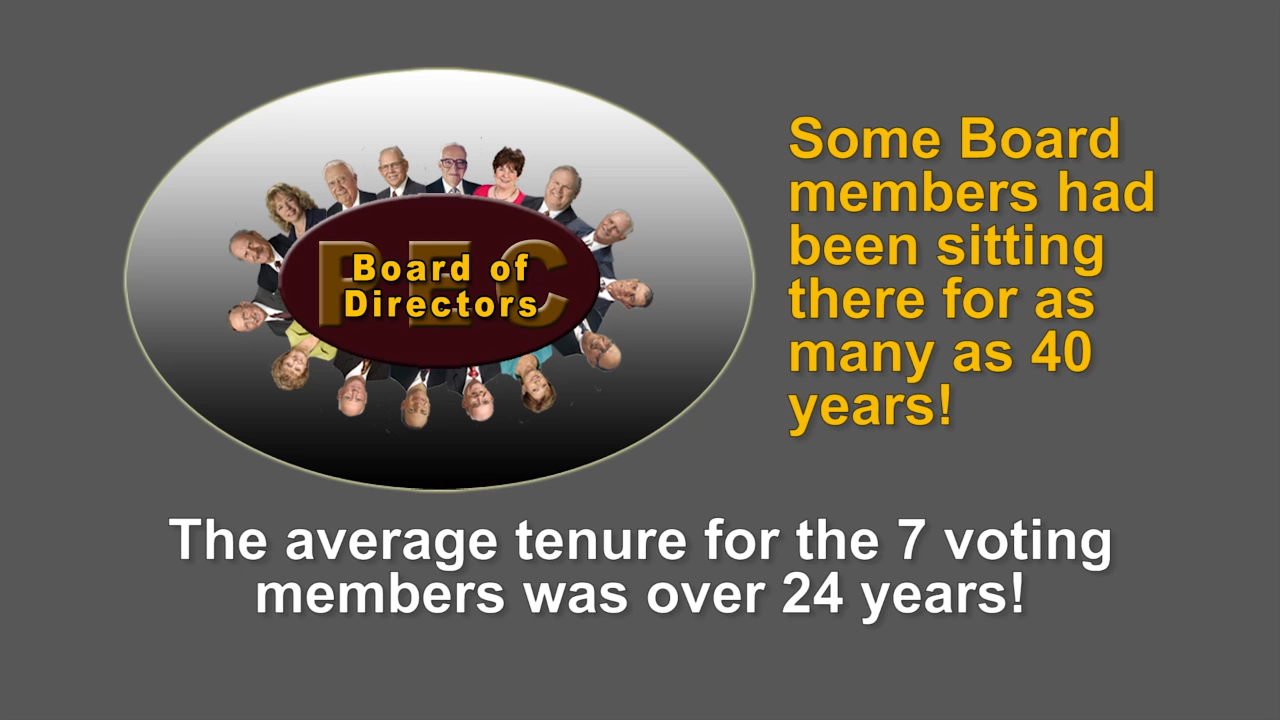 PEC
Board of
Directors
Some Board
members had
been sitting
there for as
many as 40
years!
The average tenure for the 7 voting
members was over 24 years!